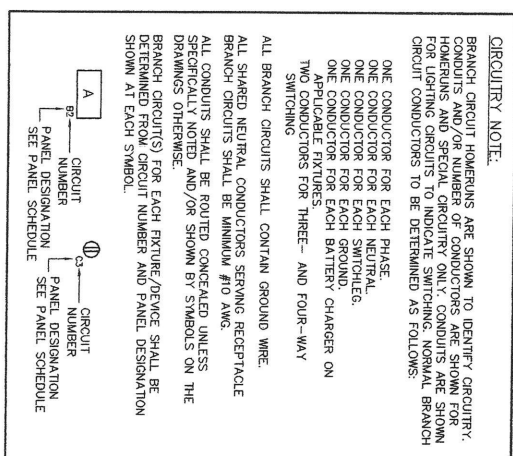 CIRCUITRY NOTE:
BRANCH CIRCUIT HOMERUNS ARE SHOWN TO IDENTIFY CIRCUITRY.
CONDUITS AND/OR NUMBER OF CONDUCTORS ARE SHOWN FOR
HOMERUNS AND SPECIAL CIRCUITRY ONLY. CONDUITS ARE SHOWN
FOR LIGHTING CIRCUITS TO INDICATE SWITCHING. NORMAL BRANCH
CIRCUIT CONDUCTORS TO BE DETERMINED AS FOLLOWS:
ONE CONDUCTOR FOR EACH PHASE.
ONE CONDUCTOR FOR EACH NEUTRAL.
ONE CONDUCTOR FOR EACH SWITCHLEG.
ONE CONDUCTOR FOR EACH GROUND.
ONE CONDUCTOR FOR EACH BATTERY CHARGER ON
APPLICABLE FIXTURES.
TWO CONDUCTORS FOR THREE- AND FOUR-WAY
SWITCHING
ALL BRANCH CIRCUITS SHALL CONTAIN GROUND WIRE.
ALL SHARED NEUTRAL CONDUCTORS SERVING RECEPTACLE
BRANCH CIRCUITS SHALL BE MINIMUM #10 AWG.
ALL CONDUITS SHALL BE ROUTED CONCEALED UNLESS
SPECIFICALLY NOTED AND/OR SHOWN BY SYMBOLS ON THE
DRAWINGS OTHERWISE.
BRANCH CIRCUIT(S) FOR EACH FIXTURE/DEVICE SHALL BE
DETERMINED FROM CIRCUIT NUMBER AND PANEL DESIGNATION
SHOWN AT EACH SYMBOL.
A
B2
CIRCUIT
NUMBER
PANEL DESIGNATION
SEE PANEL SCHEDULE
C3
CIRCUIT
NUMBER
PANEL DESIGNATION
SEE PANEL SCHEDULE